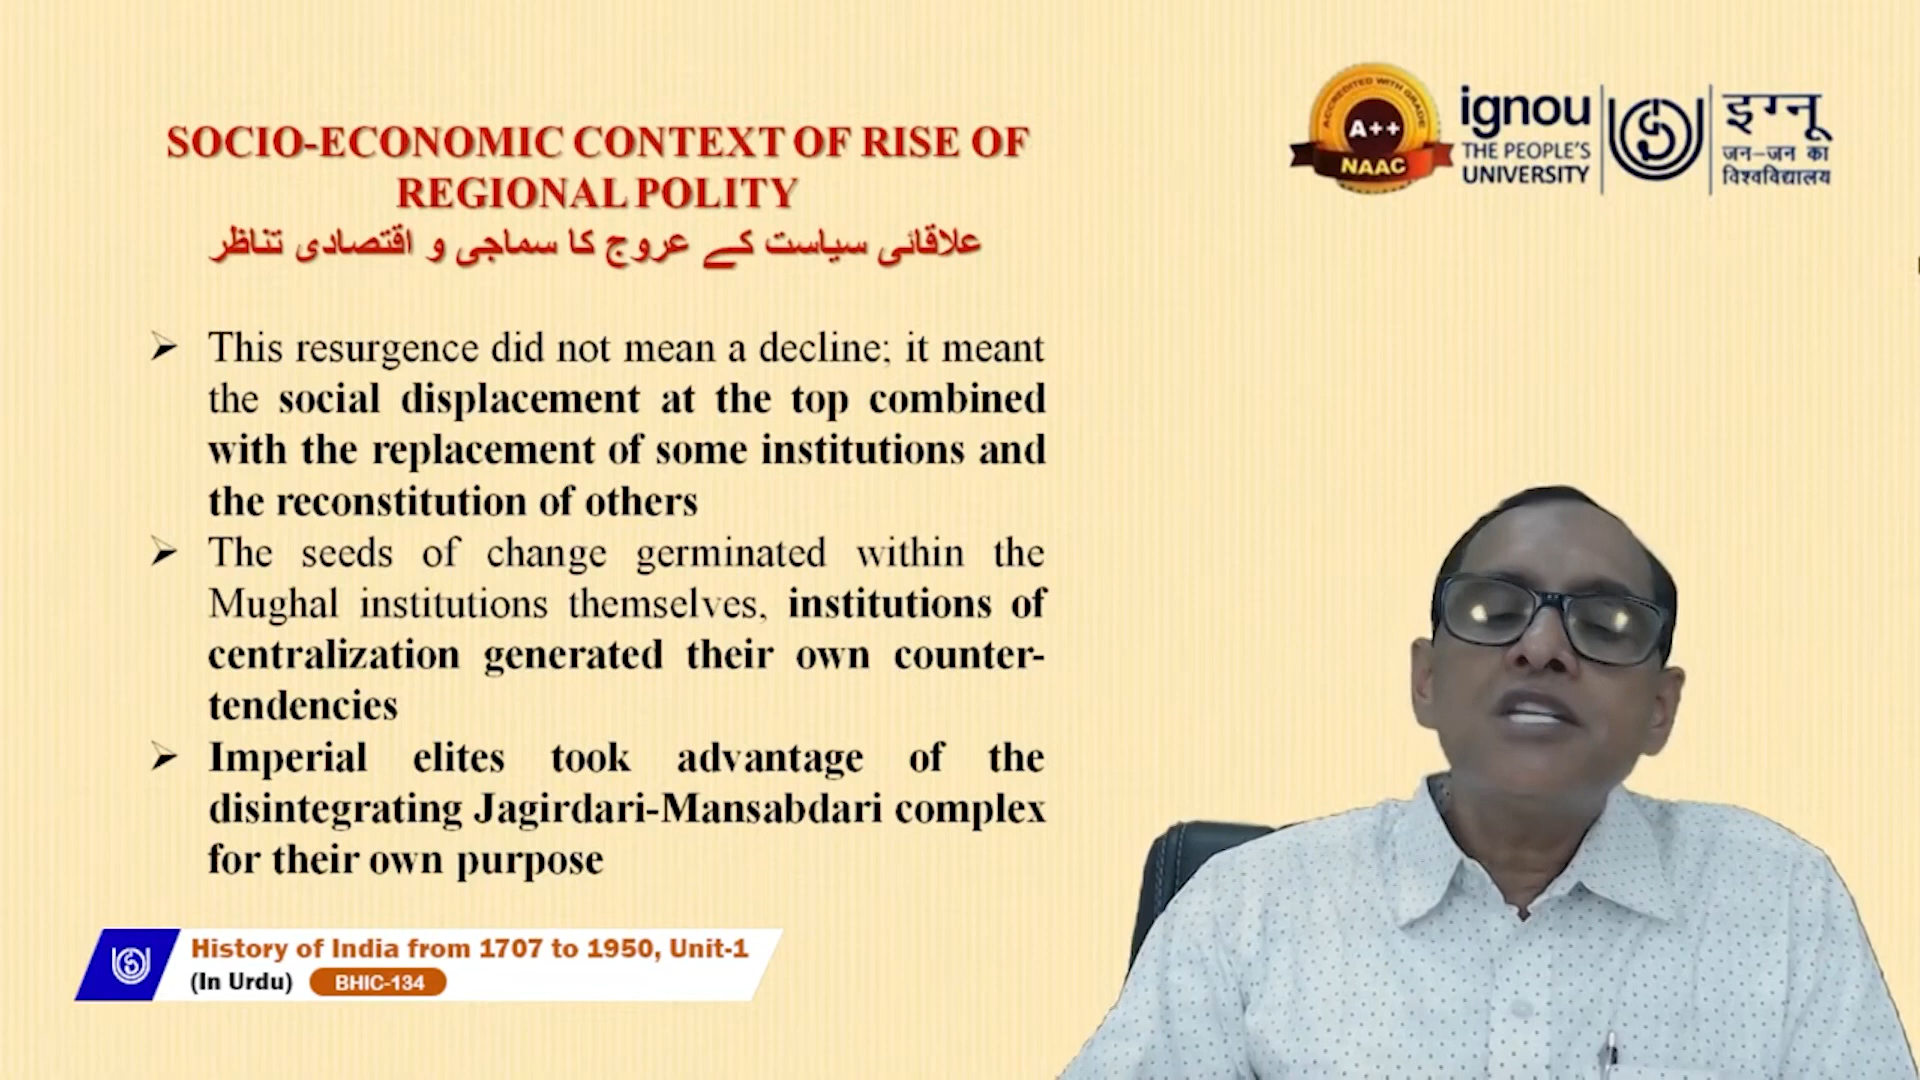 SOCIO-ECONOMIC CONTEXT OF RISE OF
REGIONAL POLITY
علاقائی سیاست کے عروج کا سماجی و اقتصادی تناظر
➢ This resurgence did not mean a decline; it meant
the social displacement at the top combined
with the replacement of some institutions and
the reconstitution of others
➢ The seeds of change germinated within the
Mughal institutions themselves, institutions of
centralization generated their own counter-
tendencies
➢ Imperial elites took advantage of the
disintegrating Jagirdari-Mansabdari complex
for their own purpose
ACCREDITED WITH GRADE
A++
NAAC
ignou
THE PEOPLE'S
UNIVERSITY
इग्नू
जन-जन का
विश्वविद्यालय
History of India from 1707 to 1950, Unit-1
(In Urdu) BHIC-134